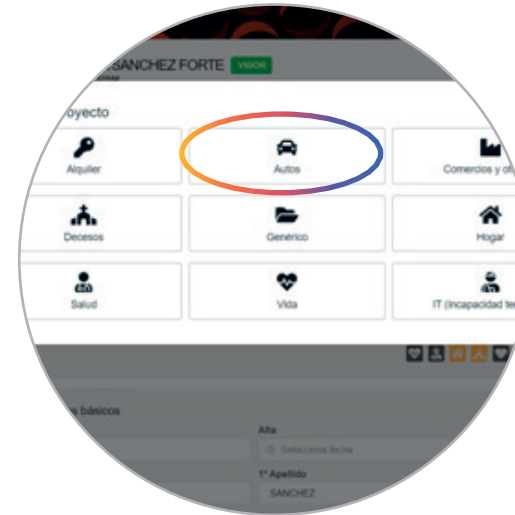 SANCHEZ FORTE VIGOR
oyecto
Alquiler
Autos
Comercios y ofi
Decesos
Genérico
Hogar
Salud
Vida
IT (Incapacidad te
s básicos
Alta
Selecciona fecha
1º Apellido
SANCHEZ